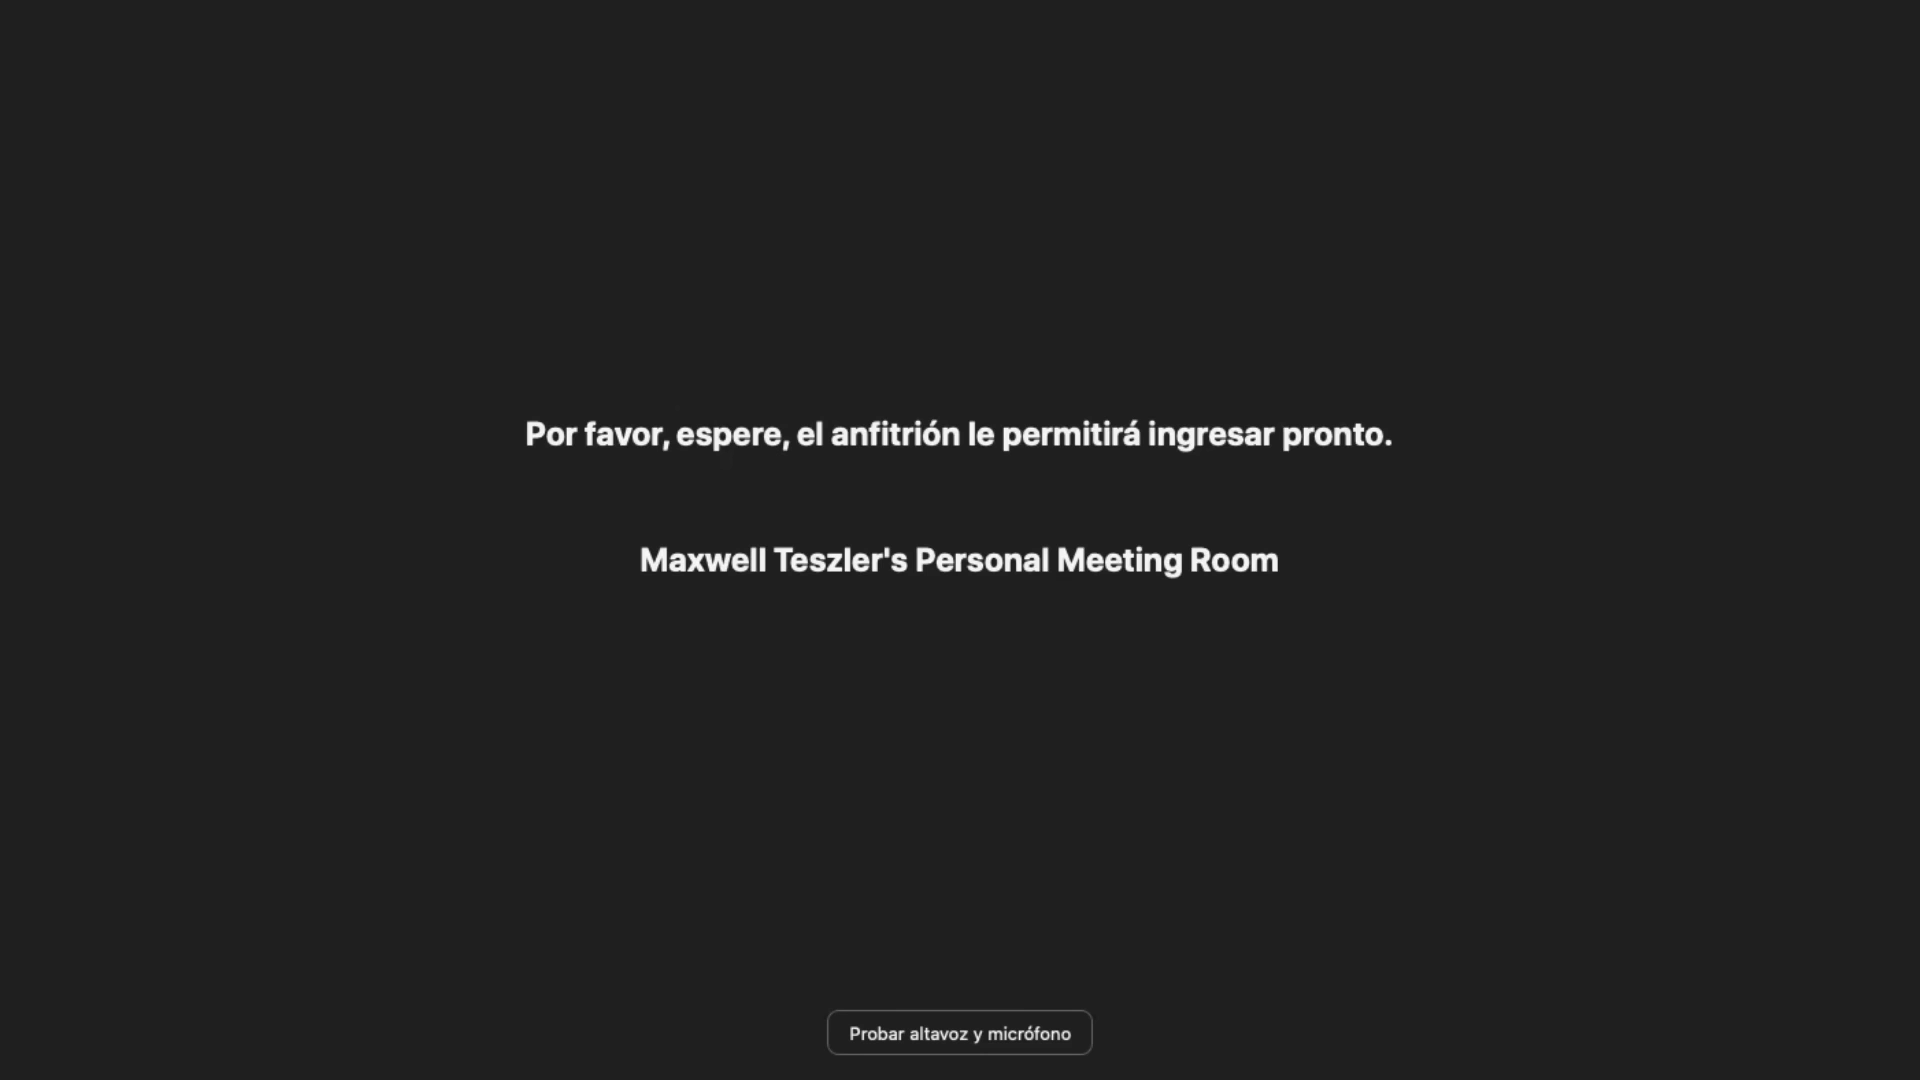 Por favor, espere, el anfitrión le permitirá ingresar pronto.
Maxwell Teszler's Personal Meeting Room
Probar altavoz y micrófono